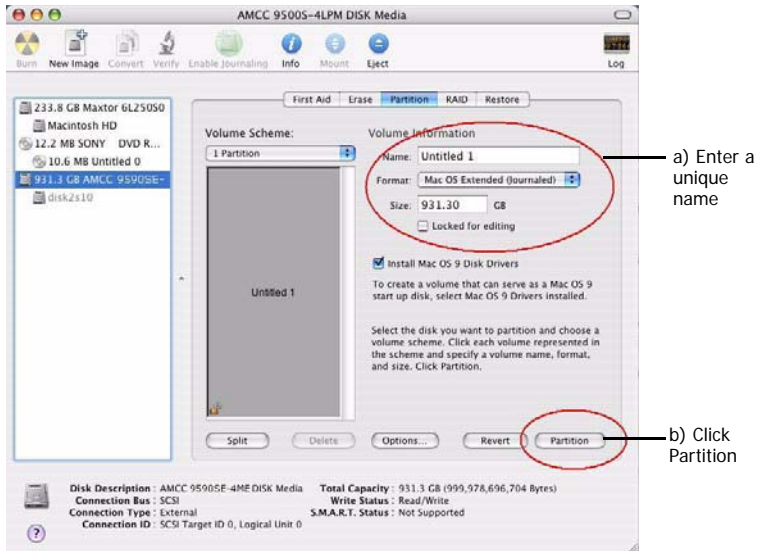 AMCC 9500S-4LPM DISK Media
Burn New Image Convert Verify Enable Journaling Info Mount Eject Log
First Aid Erase Partition RAID Restore
233.8 GB Maxtor 6L250S0
Macintosh HD
12.2 MB SONY DVD R...
10.6 MB Untitled 0
931.3 GB AMCC 9590SE-
disk2s10
Volume Scheme:
1 Partition
Untitled 1
Volume Information
Name: Untitled 1
Format: Mac OS Extended (Journaled)
Size: 931.30 GB
Locked for editing
Install Mac OS 9 Disk Drivers
To create a volume that can serve as a Mac OS 9
start up disk, select Mac OS 9 Drivers installed.
Select the disk you want to partition and choose a
volume scheme. Click each volume represented in
the scheme and specify a volume name, format,
and size. Click Partition.
Split Delete Options... Revert Partition
a) Enter a
unique
name
b) Click
Partition
Disk Description : AMCC 9590SE-4ME DISK Media
Connection Bus : SCSI
Connection Type : External
Connection ID : SCSI Target ID 0, Logical Unit 0
Total Capacity : 931.3 GB (999,978,696,704 Bytes)
Write Status : Read/Write
S.M.A.R.T. Status : Not Supported
?